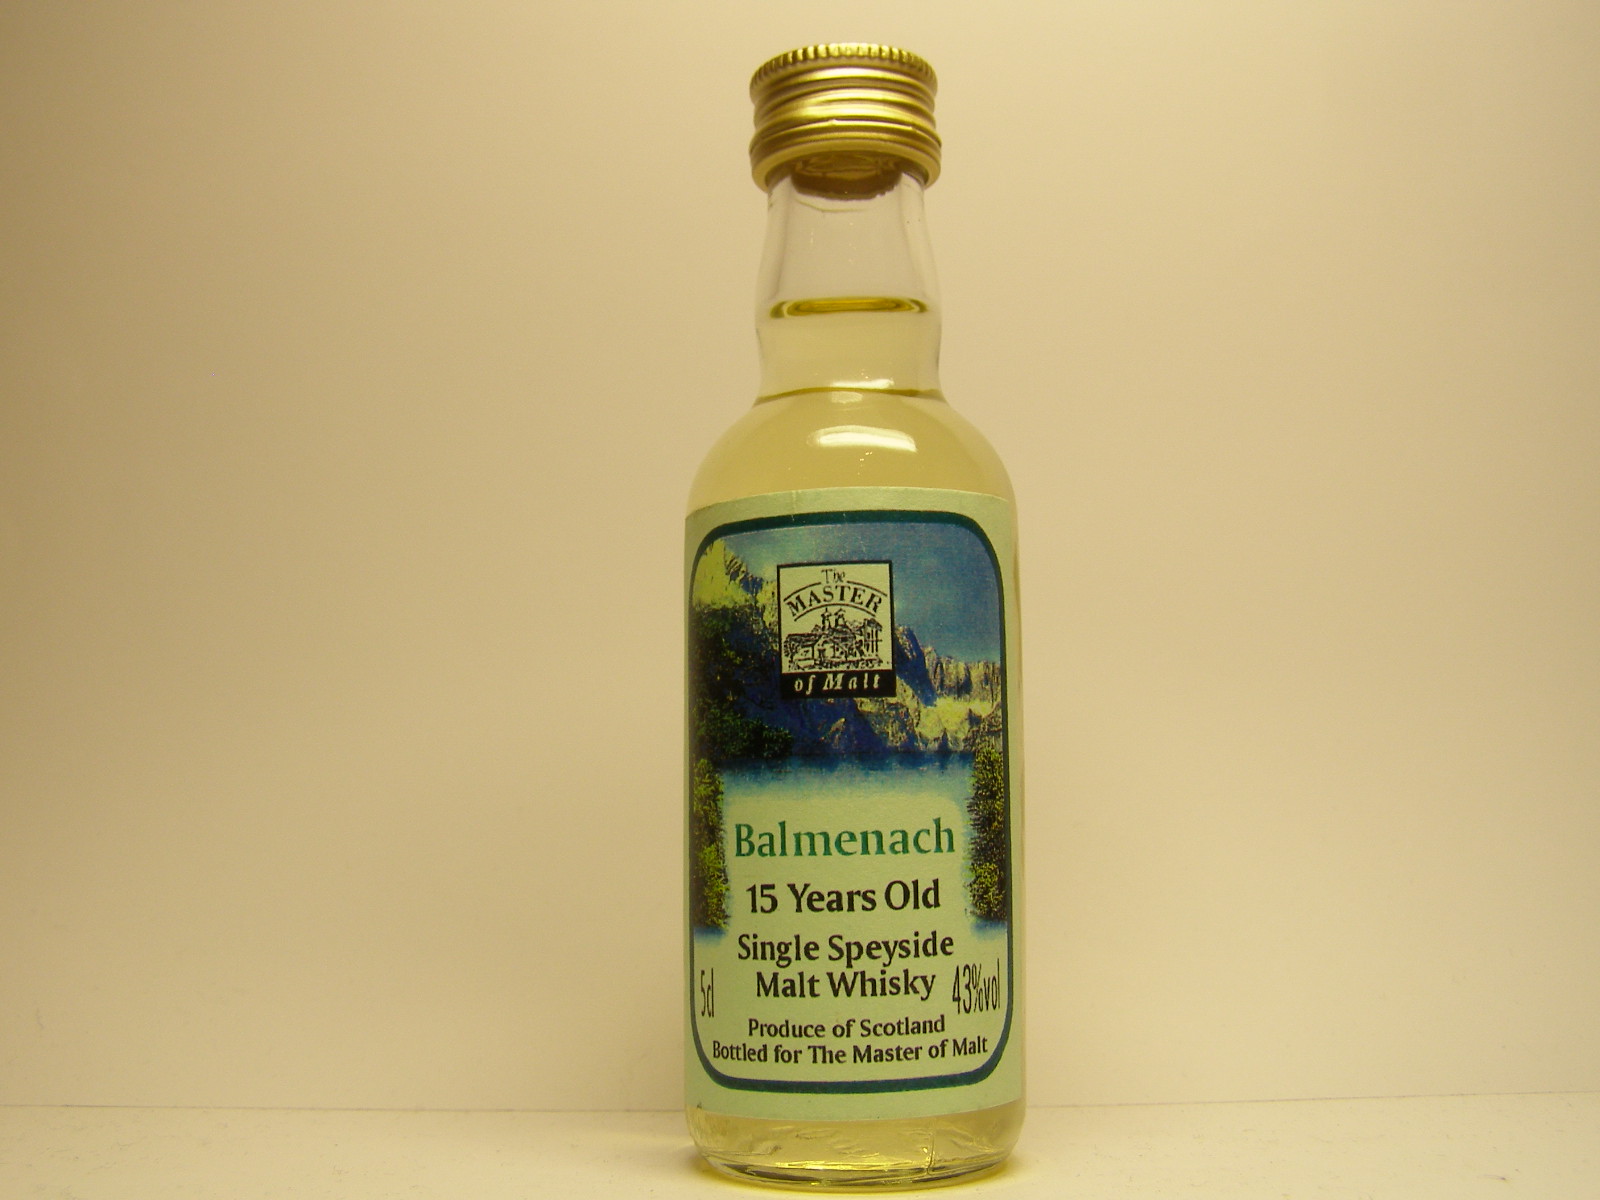 The
MASTER
of Malt
Balmenach
15 Years Old
Single Speyside
Malt Whisky
5cl
43%vol
Produce of Scotland
Bottled for The Master of Malt